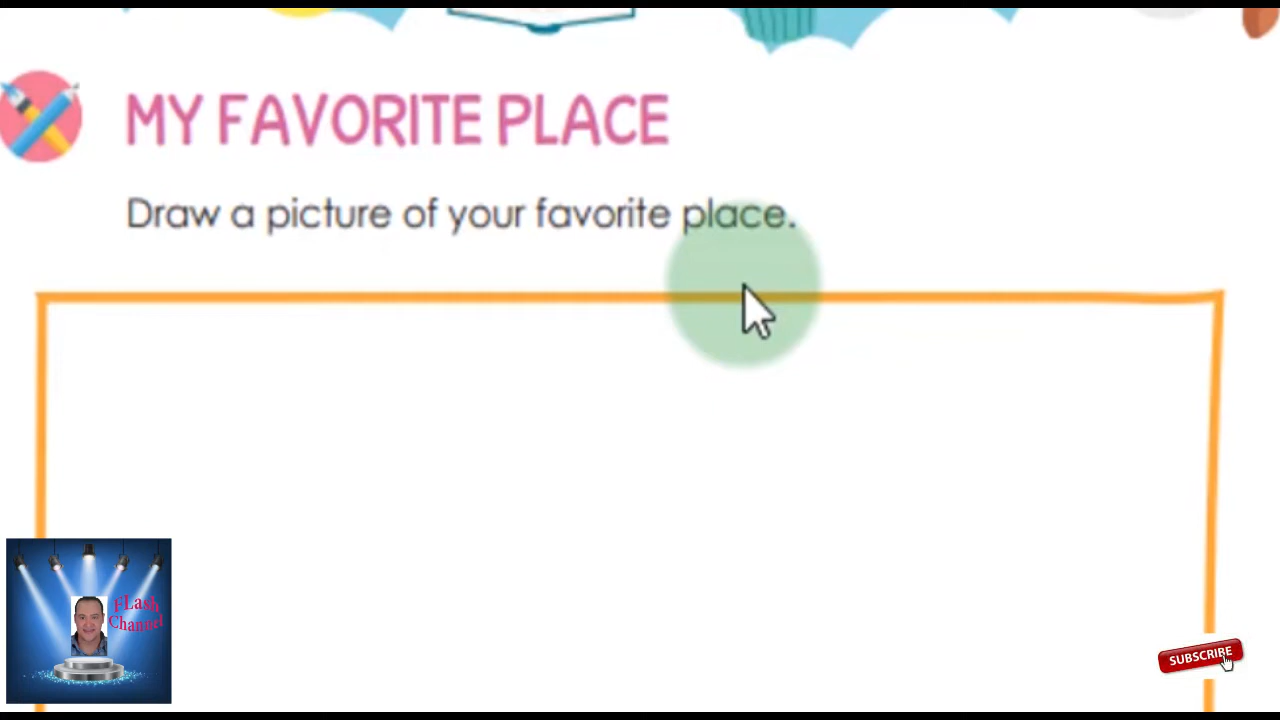 MY FAVORITE PLACE
Draw a picture of your favorite place.
FLash
Channel
SUBSCRIBE